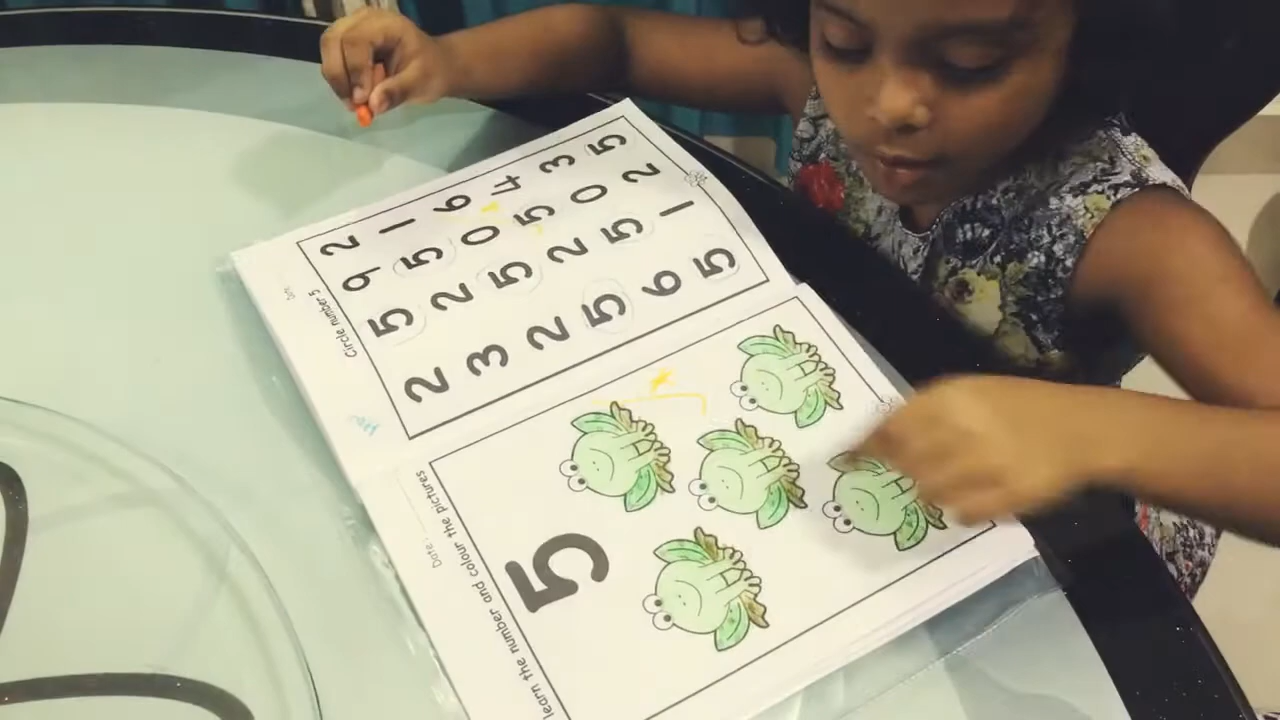 Date :
learn the number and colour the pictures
5
Circle number 5
2 5 9 2
3 2 5 1
2 5 0 6
5 2 5 4
6 5 0 3
5 1 2 5